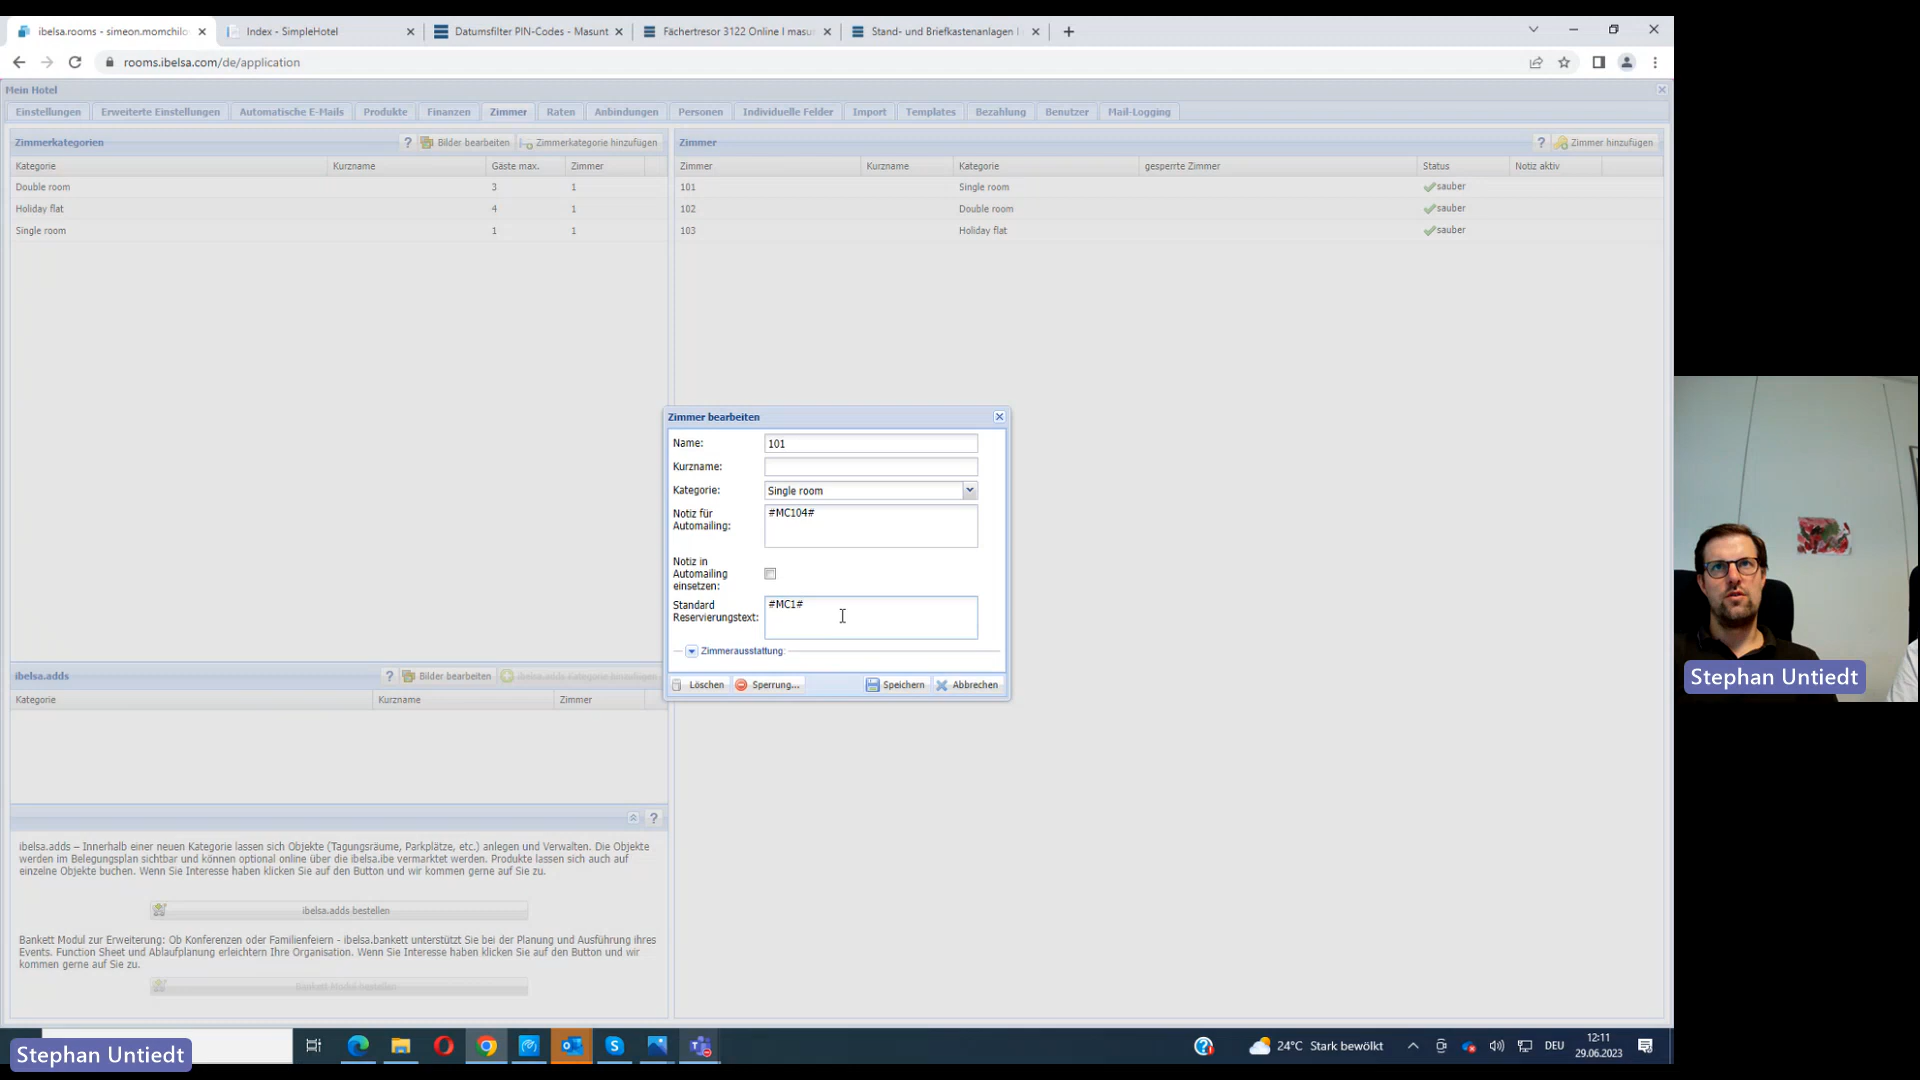 ibelsa.rooms - simeon.momchilo
Index - SimpleHotel
Datumsfilter PIN-Codes - Masunt
Fächertresor 3122 Online I masu
Stand- und Briefkastenanlagen
rooms.ibelsa.com/de/application
Mein Hotel
Einstellungen
Erweiterte Einstellungen
Automatische E-Mails
Produkte
Finanzen
Zimmer
Raten
Anbindungen
Personen
Individuelle Felder
Import
Templates
Bezahlung
Benutzer
Mail-Logging
Zimmerkategorien
? Bilder bearbeiten
Zimmerkategorie hinzufügen
Zimmer
? Zimmer hinzufügen
Kategorie Kurzname Gäste max. Zimmer
Zimmer Kurzname Kategorie gesperrte Zimmer Status Notiz aktiv
Double room 3 1
101 Single room sauber
Holiday flat 4 1
102 Double room sauber
Single room 1 1
103 Holiday flat sauber
Zimmer bearbeiten
Name: 101
Kurzname:
Kategorie: Single room
Notiz für #MC104#
Automailing:
Notiz in
Automailing
einsetzen:
Standard #MC1#
Reservierungstext:
Zimmerausstattung:
Löschen Sperrung... Speichern Abbrechen
ibelsa.adds
? Bilder bearbeiten
ibelsa.adds Kategorie hinzufügen
Kategorie Kurzname Zimmer
?
ibelsa.adds – Innerhalb einer neuen Kategorie lassen sich Objekte (Tagungsräume, Parkplätze, etc.) anlegen und Verwalten. Die Objekte
werden im Belegungsplan sichtbar und können optional online über die ibelsa.ibe vermarktet werden. Produkte lassen sich auch auf
einzelne Objekte buchen. Wenn Sie Interesse haben klicken Sie auf den Button und wir kommen gerne auf Sie zu.
ibelsa.adds bestellen
Bankett Modul zur Erweiterung: Ob Konferenzen oder Familienfeiern - ibelsa.bankett unterstützt Sie bei der Planung und Ausführung ihres
Events. Function Sheet und Ablaufplanung erleichtern Ihre Organisation. Wenn Sie Interesse haben klicken Sie auf den Button und wir
kommen gerne auf Sie zu.
Bankett Modul bestellen
Stephan Untiedt
Stephan Untiedt
24°C Stark bewölkt
DEU
12:11
29.06.2023